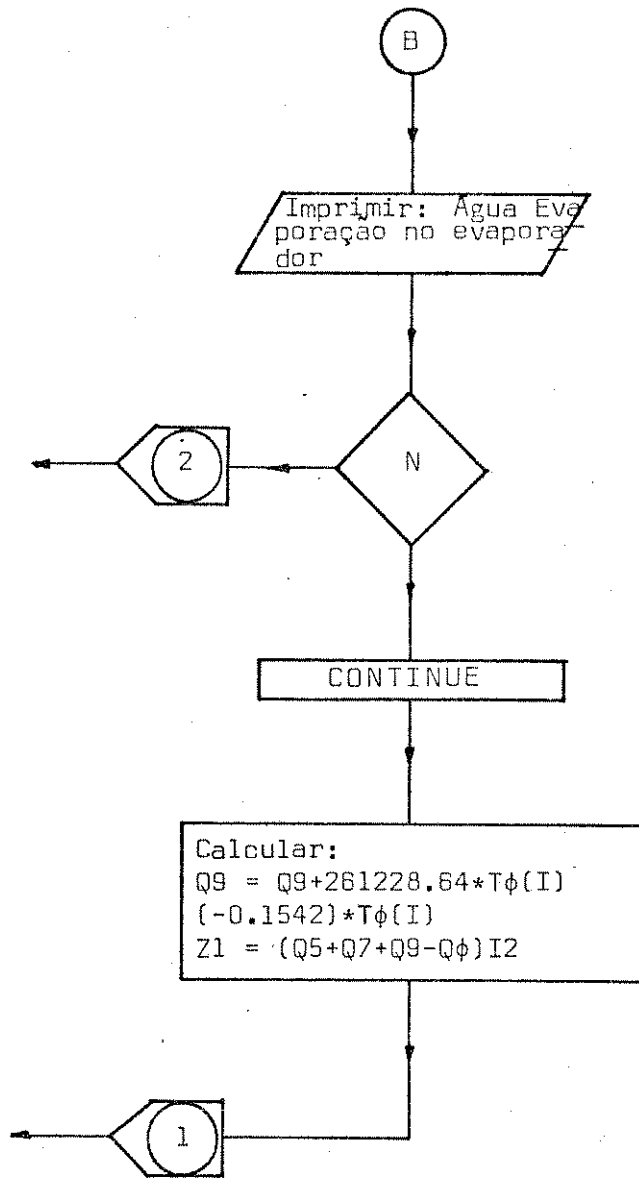 B
Imprimir: Agua Eva
poraçao no evapora
dor
2
N
CONTINUE
Calcular:
Q9 = Q9+261228.64*Tϕ(I)
(-0.1542)*Tϕ(I)
Z1 = (Q5+Q7+Q9-Qϕ)I2
1